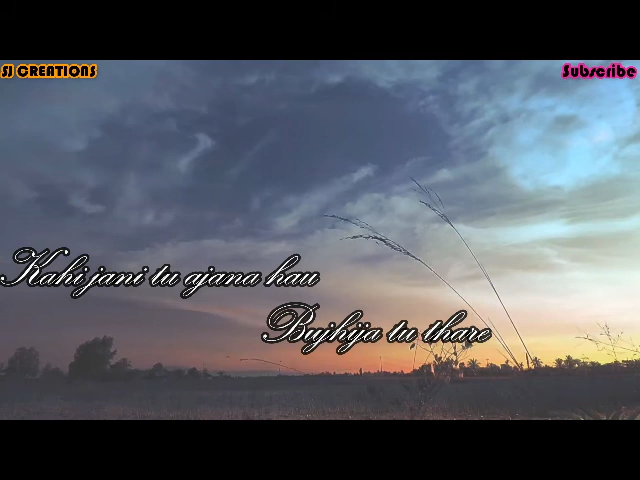 SJ CREATIONS
Subscribe
Kahi jani tu ajana hau
Bujhija tu thare